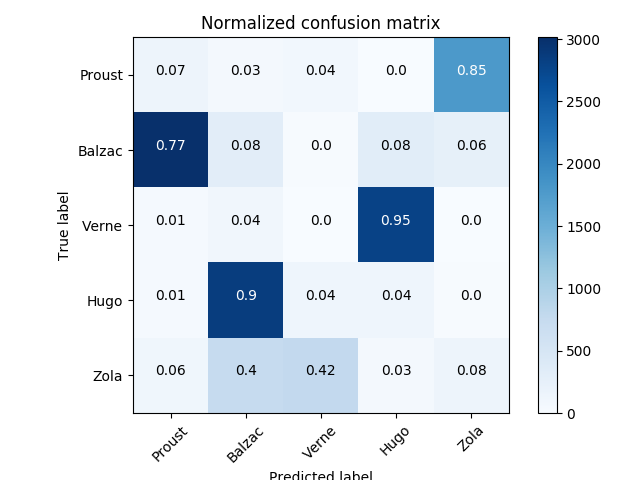 Normalized confusion matrix
True label
Proust 0.07 0.03 0.04 0.0 0.85
Balzac 0.77 0.08 0.0 0.08 0.06
Verne 0.01 0.04 0.0 0.95 0.0
Hugo 0.01 0.9 0.04 0.04 0.0
Zola 0.06 0.4 0.42 0.03 0.08
Proust Balzac Verne Hugo Zola
Predicted label
3000
2500
2000
1500
1000
500
0